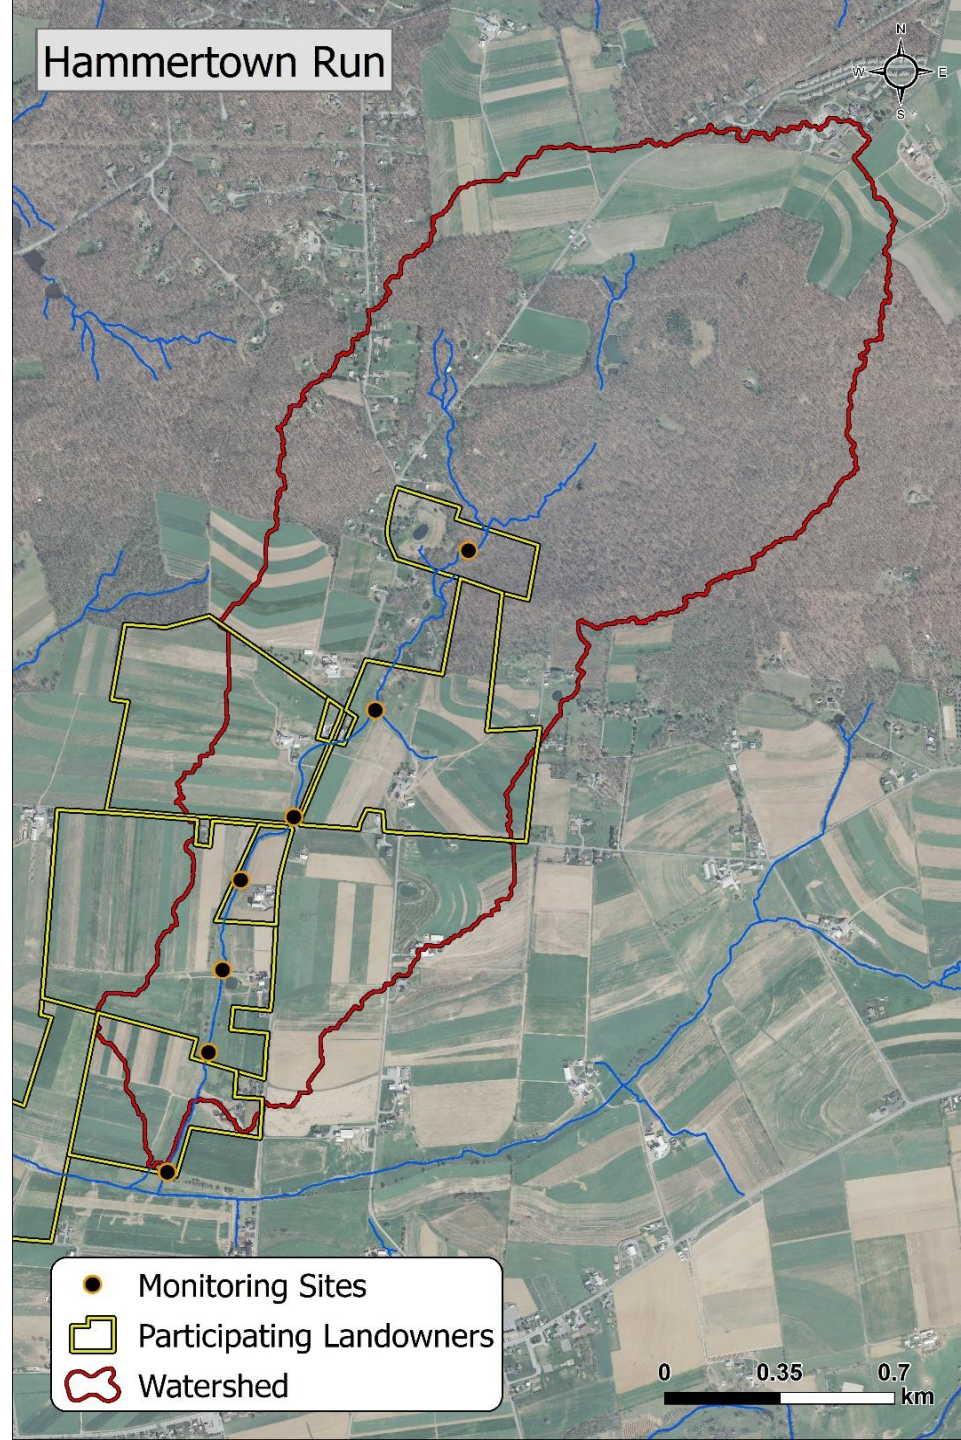 Hammertown Run
N
W E
S
Monitoring Sites
Participating Landowners
Watershed
0 0.35 0.7
km